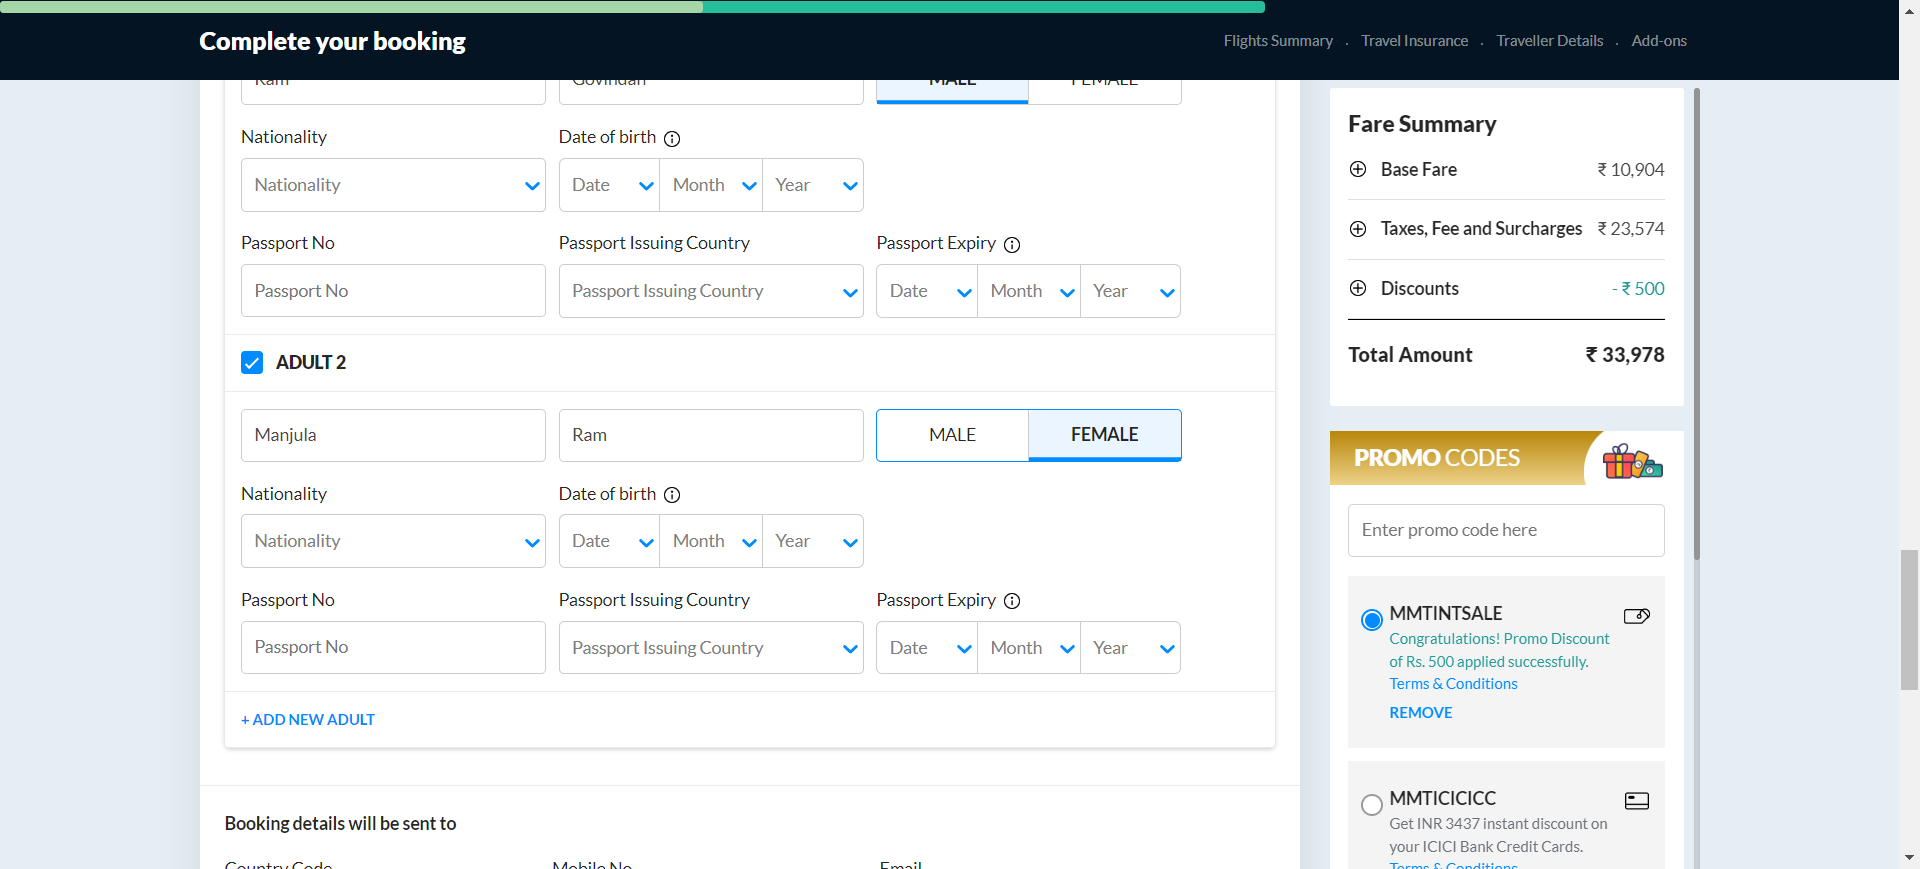 Complete your booking
Flights Summary . Travel Insurance . Traveller Details . Add-ons
Ram Govindan MALE FEMALE
Nationality Date of birth
Nationality Date Month Year
Passport No Passport Issuing Country Passport Expiry
Passport No Passport Issuing Country Date Month Year
ADULT 2
Manjula Ram MALE FEMALE
Nationality Date of birth
Nationality Date Month Year
Passport No Passport Issuing Country Passport Expiry
Passport No Passport Issuing Country Date Month Year
+ ADD NEW ADULT
Booking details will be sent to
Country Code Mobile No Email
Fare Summary
Base Fare ₹ 10,904
Taxes, Fee and Surcharges ₹ 23,574
Discounts - ₹ 500
Total Amount ₹ 33,978
PROMO CODES
Enter promo code here
MMTINTSALE
Congratulations! Promo Discount
of Rs. 500 applied successfully.
Terms & Conditions
REMOVE
MMTICICICC
Get INR 3437 instant discount on
your ICICI Bank Credit Cards.
Terms & Conditions